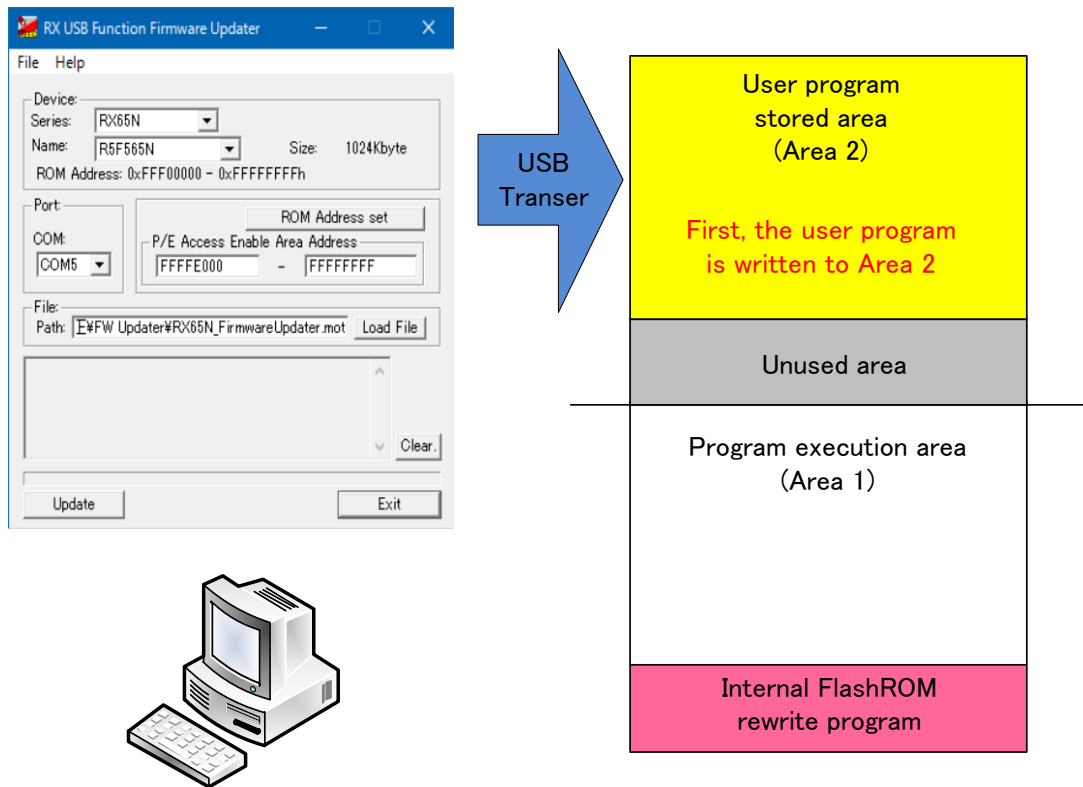 RX USB Function Firmware Updater
File Help
Device:
Series: RX65N
Name: R5F565N Size: 1024Kbyte
ROM Address: 0xFFF00000 - 0xFFFFFFFFh
Port:
COM:
COM5
ROM Address set
P/E Access Enable Area Address
FFFFE000 - FFFFFFFF
File:
Path: E¥FW Updater¥RX65N_FirmwareUpdater.mot Load File
Clear.
Update Exit
USB
Transer
User program
stored area
(Area 2)
First, the user program
is written to Area 2
Unused area
Program execution area
(Area 1)
Internal FlashROM
rewrite program